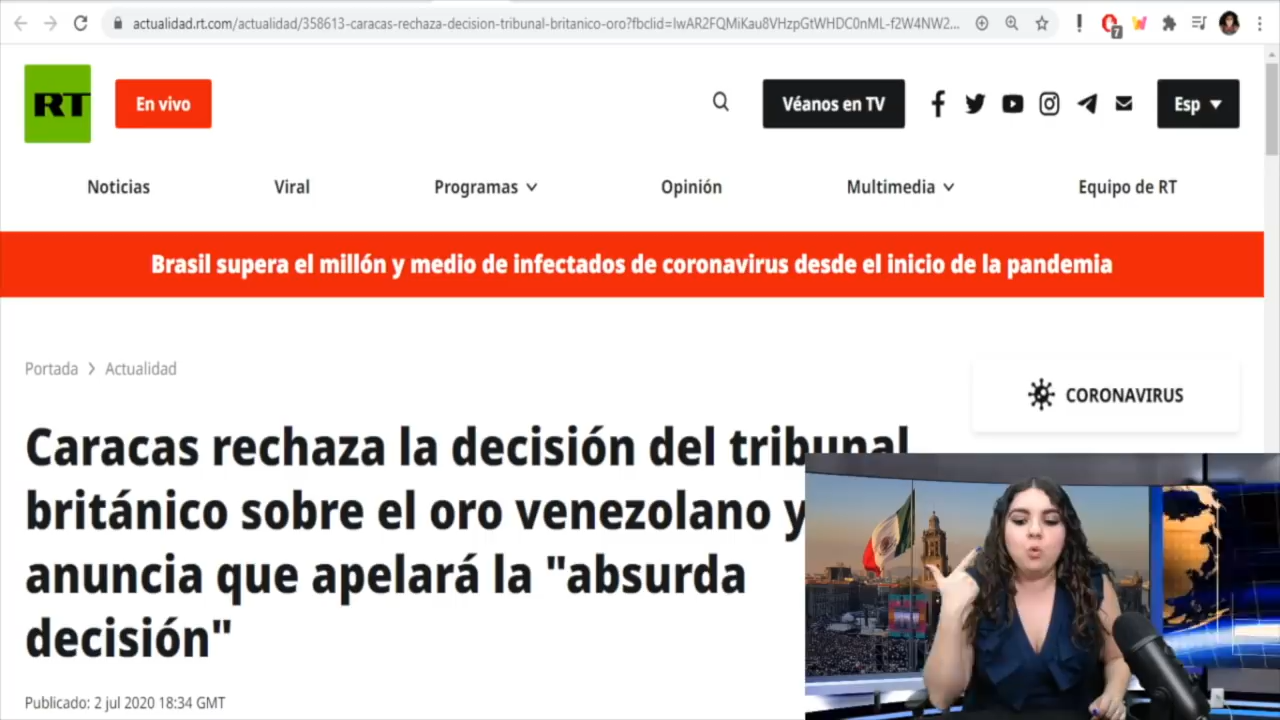 actualidad.rt.com/actualidad/358613-caracas-rechaza-decision-tribunal-britanico-oro?fbclid=IwAR2FQMiKau8VHzpGtWHDC0nML-f2W4NW2...
7
RT
En vivo
Véanos en TV
Esp
Noticias
Viral
Programas
Opinión
Multimedia
Equipo de RT
Brasil supera el millón y medio de infectados de coronavirus desde el inicio de la pandemia
Portada > Actualidad
CORONAVIRUS
Caracas rechaza la decisión del tribunal
británico sobre el oro venezolano y
anuncia que apelará la "absurda
decisión"
Publicado: 2 jul 2020 18:34 GMT